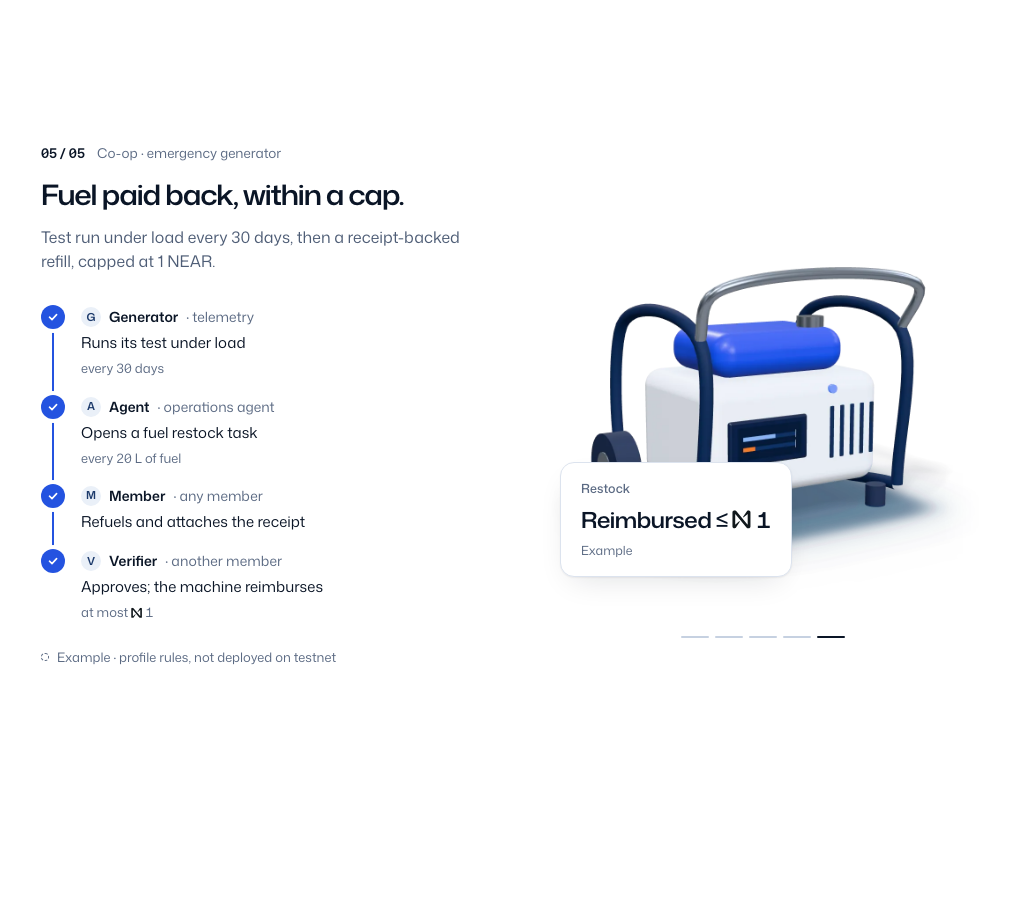 05 / 05 Co-op · emergency generator
Fuel paid back, within a cap.
Test run under load every 30 days, then a receipt-backed
refill, capped at 1 NEAR.
G Generator · telemetry
Runs its test under load
every 30 days
A Agent · operations agent
Opens a fuel restock task
every 20 L of fuel
M Member · any member
Refuels and attaches the receipt
V Verifier · another member
Approves; the machine reimburses
at most 1
Example · profile rules, not deployed on testnet
Restock
Reimbursed ≤ 1
Example